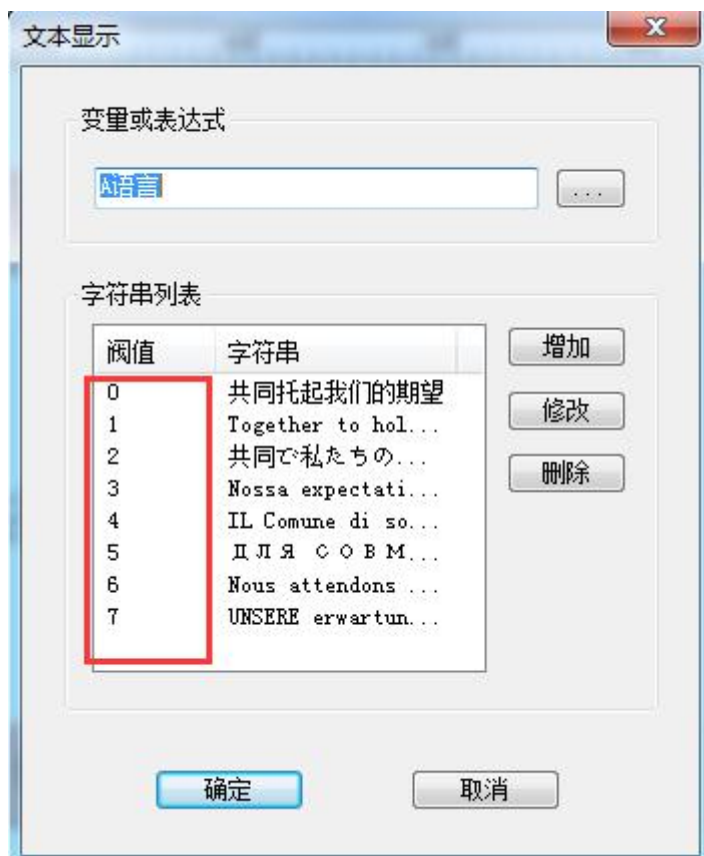 文本显示
变量或表达式
Ai语言
...
字符串列表
阀值 字符串
增加
0 共同托起我们的期望
修改
1 Together to hol...
2 共同で私たちの...
删除
3 Nossa expectati...
4 IL Comune di so...
5 ДЛЯ СОВМ...
6 Nous attendons ...
7 UNSERE erwartun...
确定 取消